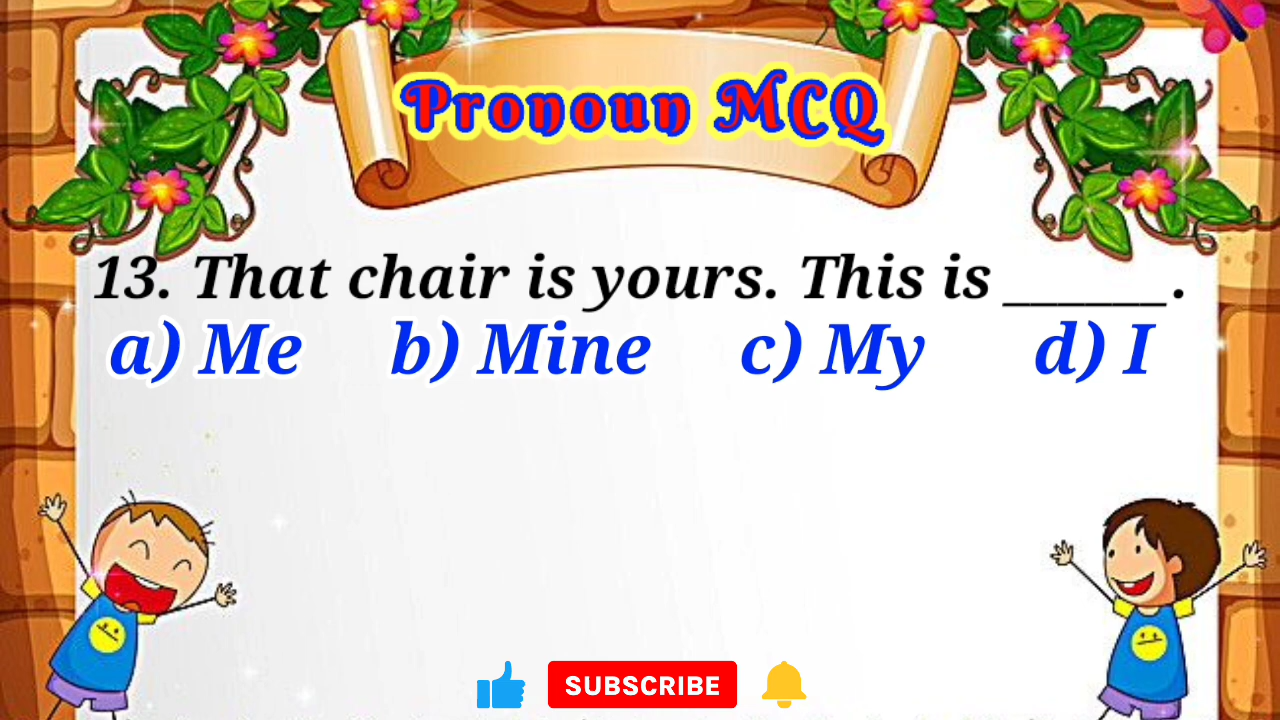 Pronoun MCQ
13. That chair is yours. This is ______.
a) Me b) Mine c) My d) I
SUBSCRIBE